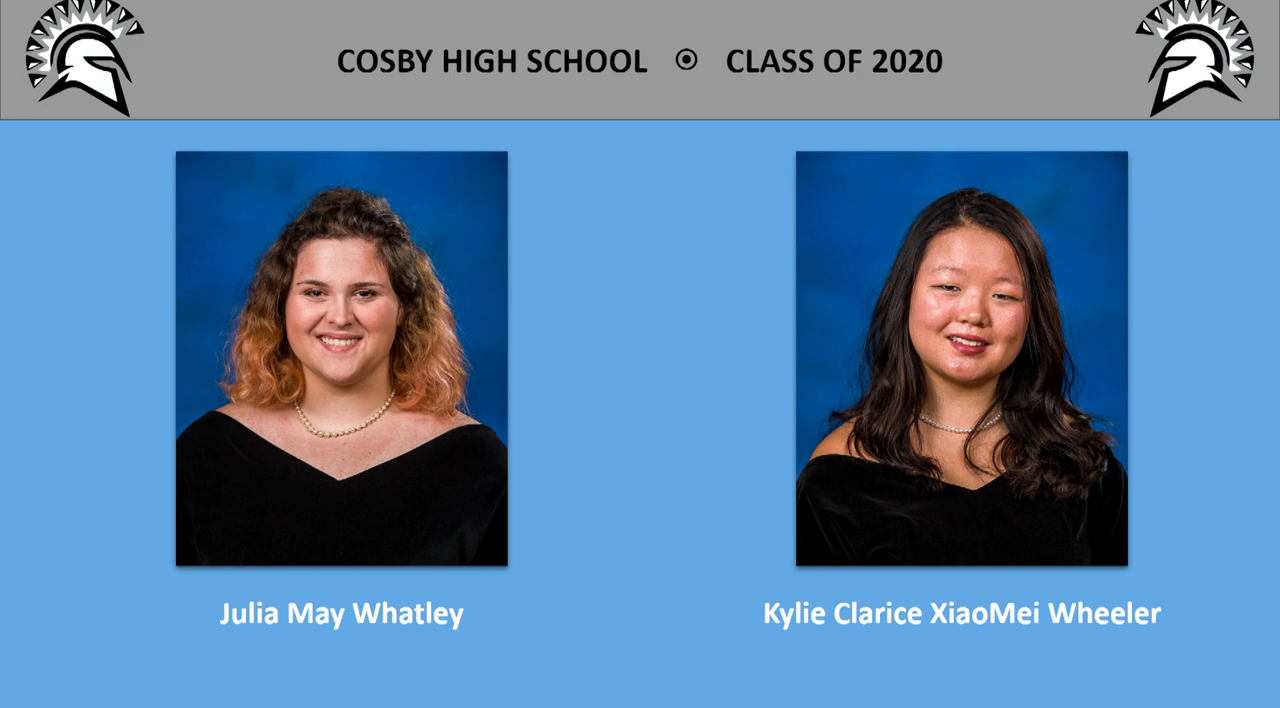 COSBY HIGH SCHOOL ⦿ CLASS OF 2020
Julia May Whatley
Kylie Clarice XiaoMei Wheeler